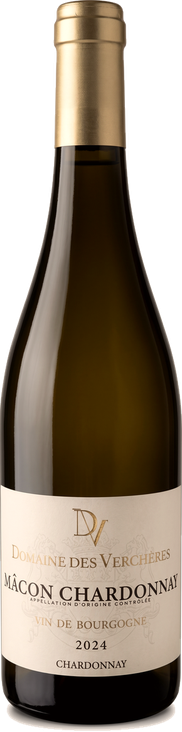 DV
DOMAINE DES VERCHÈRES
MÂCON CHARDONNAY
APPELLATION D'ORIGINE CONTRÔLÉE
VIN DE BOURGOGNE
2024
CHARDONNAY